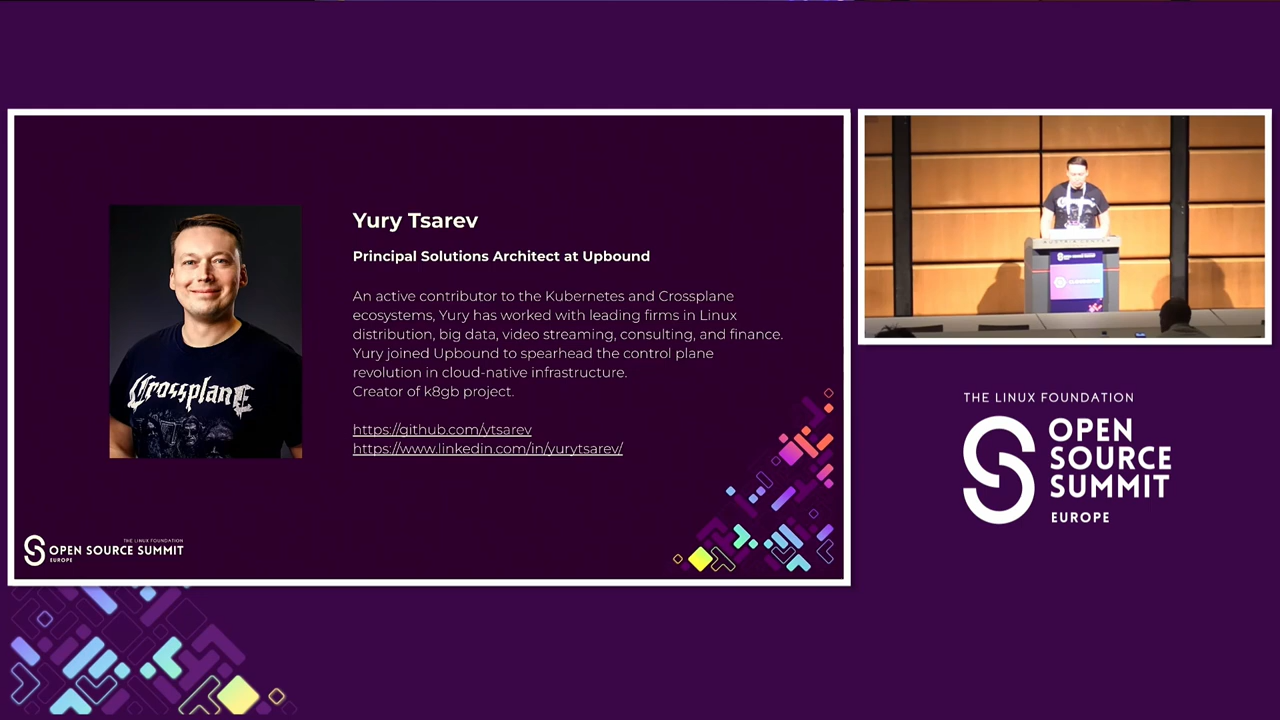 Yury Tsarev
Principal Solutions Architect at Upbound
An active contributor to the Kubernetes and Crossplane
ecosystems, Yury has worked with leading firms in Linux
distribution, big data, video streaming, consulting, and finance.
Yury joined Upbound to spearhead the control plane
revolution in cloud-native infrastructure.
Creator of k8gb project.
https://github.com/ytsarev
https://www.linkedin.com/in/yurytsarev/
Crossplane
THE LINUX FOUNDATION
OPEN SOURCE SUMMIT
EUROPE
THE LINUX FOUNDATION
OPEN
SOURCE
SUMMIT
EUROPE